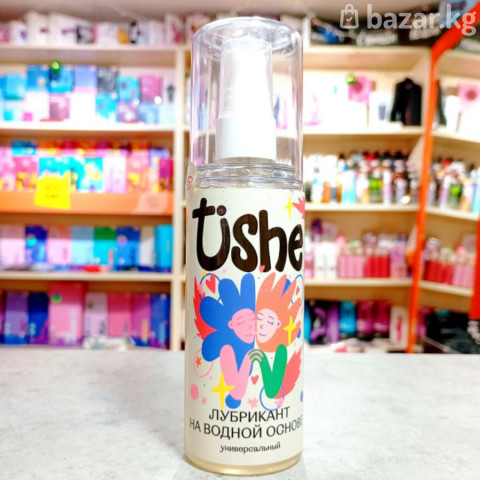 bazar.kg
tishe
ЛУБРИКАНТ
НА ВОДНОЙ ОСНОВЕ
универсальный